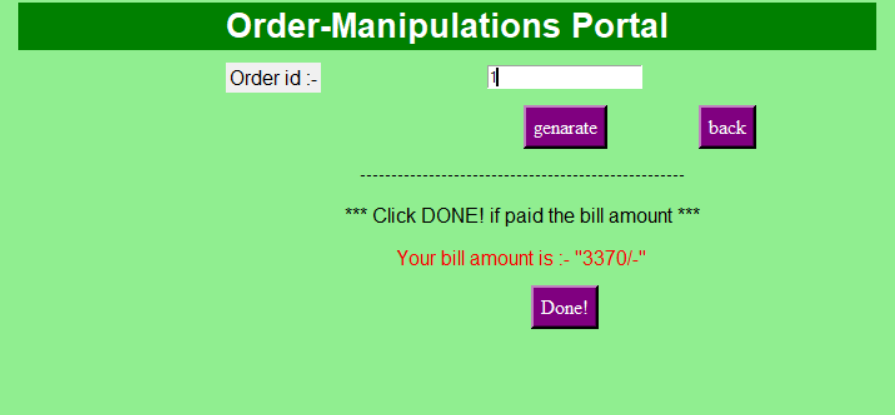 Order-Manipulations Portal
Order id :- 1
genarate back
----------------------------------------------------
*** Click DONE! if paid the bill amount ***
Your bill amount is :- "3370/-"
Done!